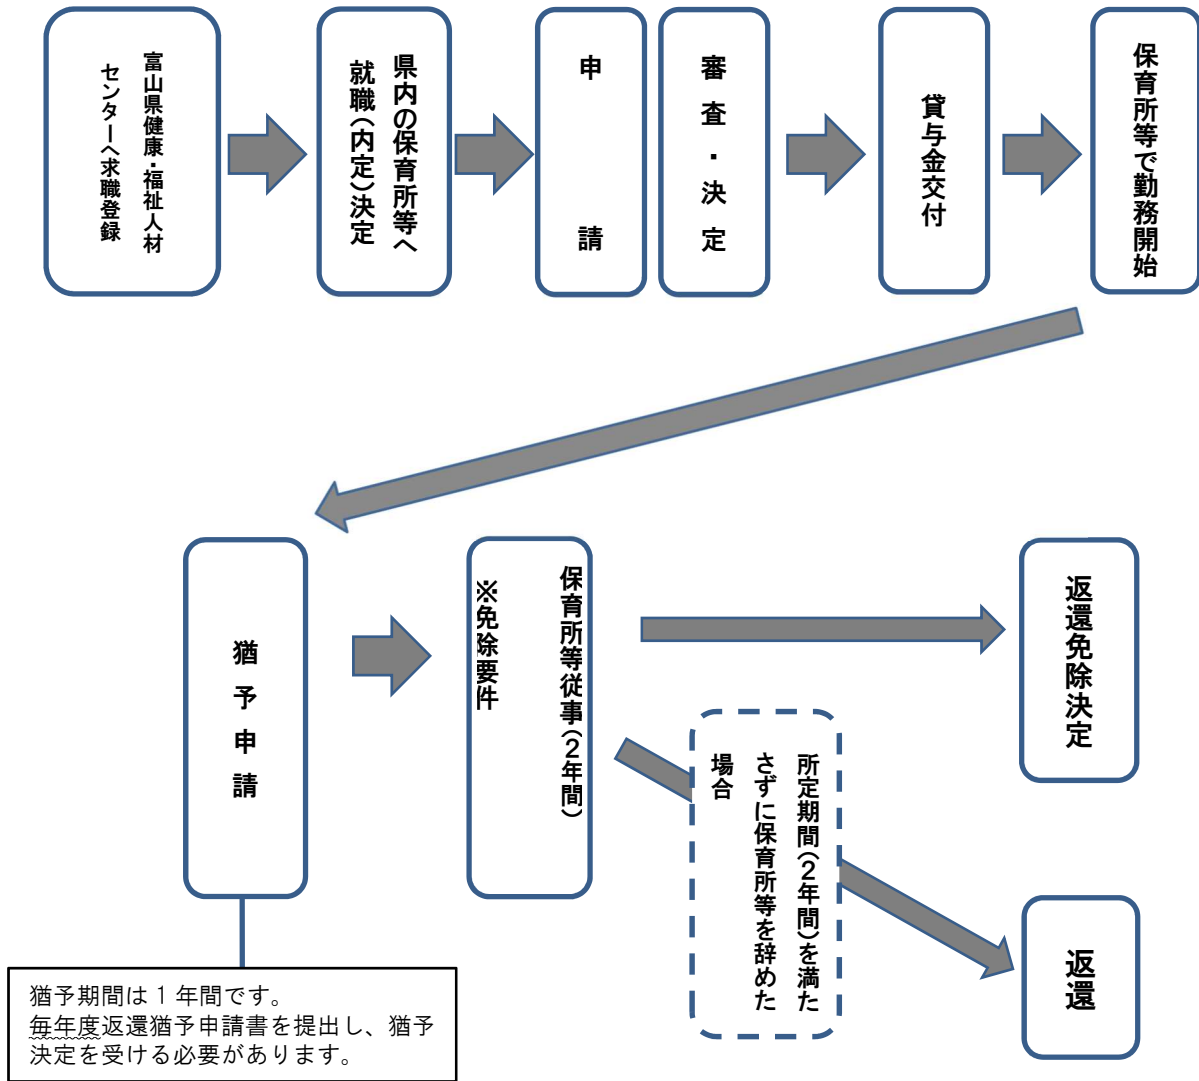 富山県健康・福祉人材
センターへ求職登録
県内の保育所等へ
就職(内定)決定
申請
審査・決定
貸与金交付
保育所等で勤務開始
猶予申請
保育所等従事(2年間)
※免除要件
返還免除決定
所定期間(2年間)を満た
さずに保育所等を辞めた
場合
返還
猶予期間は1年間です。
毎年度返還猶予申請書を提出し、猶予
決定を受ける必要があります。